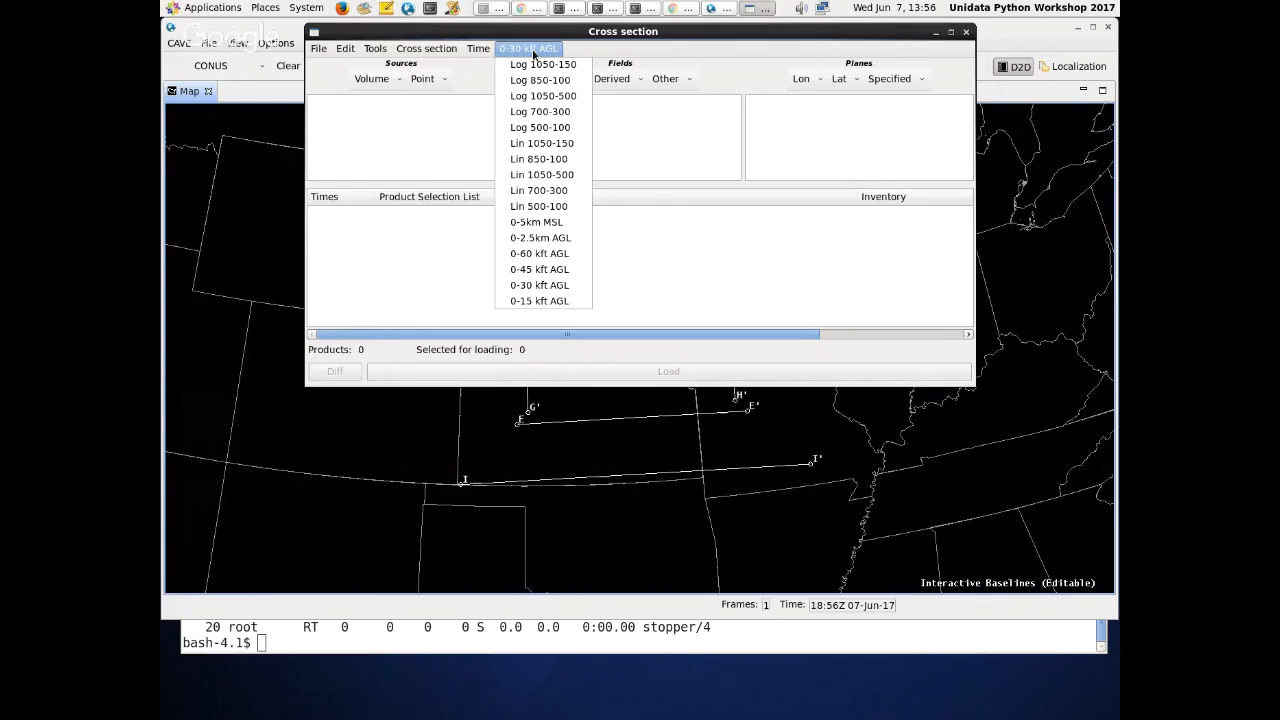 Applications Places System
... ... ... ... ... ... ...
Wed Jun 7, 13:56 Unidata Python Workshop 2017
Google
CAVE File View Options
CONUS Clear
D2D Localization
Map
Cross section
File Edit Tools Cross section Time 0-30 kft AGL
Sources Fields Planes
Volume Point Derived Other Lon Lat Specified
Log 1050-150
Log 850-100
Log 1050-500
Log 700-300
Log 500-100
Lin 1050-150
Lin 850-100
Lin 1050-500
Lin 700-300
Lin 500-100
0-5km MSL
0-2.5km AGL
0-60 kft AGL
0-45 kft AGL
0-30 kft AGL
0-15 kft AGL
Times Product Selection List Inventory
Products: 0 Selected for loading: 0
Diff Load
G' H'
E'
I I'
Interactive Baselines (Editable)
Frames: 1 Time: 18:56Z 07-Jun-17
20 root RT 0 0 0 0 S 0.0 0.0 0:00.00 stopper/4
bash-4.1$